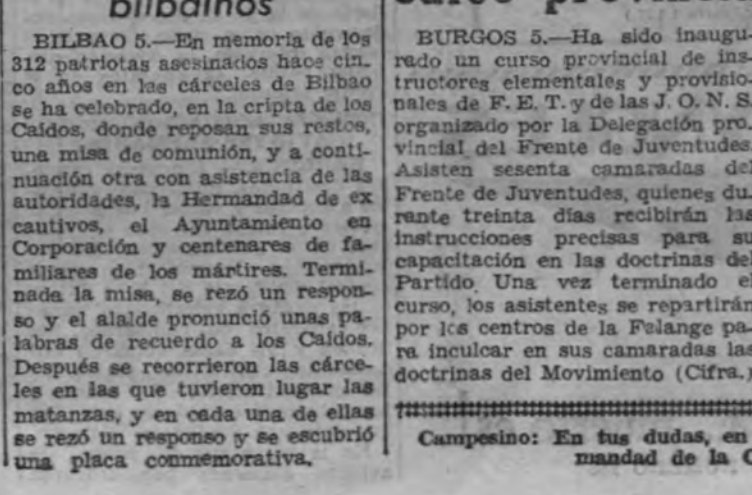 bilbaínos
BILBAO 5.—En memoria de los
312 patriotas asesinados hace cin-
co años en las cárceles de Bilbao
se ha celebrado, en la cripta de los
Caídos, donde reposan sus restos,
una misa de comunión, y a conti-
nuación otra con asistencia de las
autoridades, la Hermandad de ex
cautivos, el Ayuntamiento en
Corporación y centenares de fa-
miliares de los mártires. Termi-
nada la misa, se rezó un respon-
so y el alalde pronunció unas pa-
labras de recuerdo a los Caídos.
Después se recorrieron las cárce-
les en las que tuvieron lugar las
matanzas, y en cada una de ellas
se rezó un responso y se escubrió
una placa conmemorativa.
BURGOS 5.—Ha sido inaugu-
rado un curso provincial de ins-
tructores elementales y provisio-
nales de F. E. T. y de las J. O. N. S.
organizado por la Delegación pro-
vincial del Frente de Juventudes.
Asisten sesenta camaradas del
Frente de Juventudes, quienes du-
rante treinta días recibirán las
instrucciones precisas para su
capacitación en las doctrinas del
Partido. Una vez terminado el
curso, los asistentes se repartirán
por los centros de la Felange pa-
ra inculcar en sus camaradas las
doctrinas del Movimiento (Cifra.)
Campesino: En tus dudas, en
mandad de la